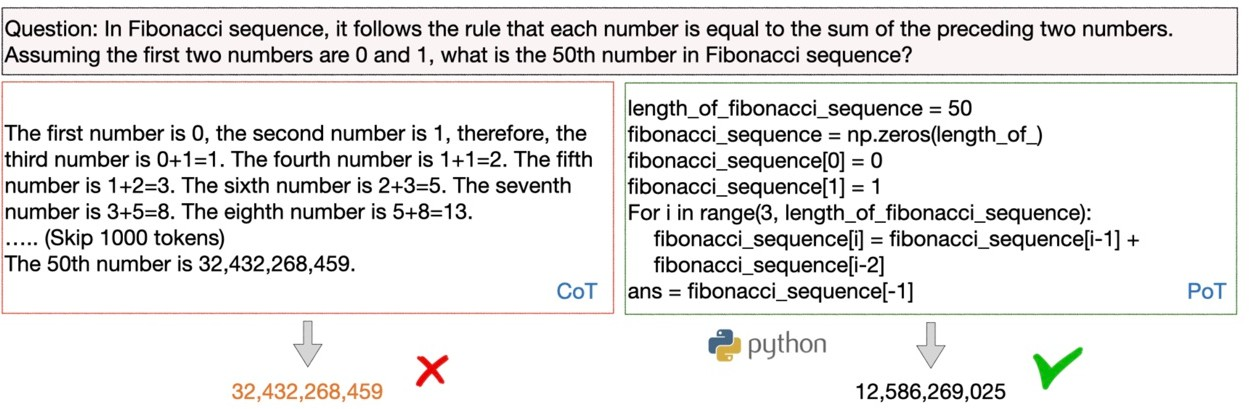 Question: In Fibonacci sequence, it follows the rule that each number is equal to the sum of the preceding two numbers.
Assuming the first two numbers are 0 and 1, what is the 50th number in Fibonacci sequence?
The first number is 0, the second number is 1, therefore, the
third number is 0+1=1. The fourth number is 1+1=2. The fifth
number is 1+2=3. The sixth number is 2+3=5. The seventh
number is 3+5=8. The eighth number is 5+8=13.
..... (Skip 1000 tokens)
The 50th number is 32,432,268,459.
CoT
length_of_fibonacci_sequence = 50
fibonacci_sequence = np.zeros(length_of_)
fibonacci_sequence[0] = 0
fibonacci_sequence[1] = 1
For i in range(3, length_of_fibonacci_sequence):
fibonacci_sequence[i] = fibonacci_sequence[i-1] +
fibonacci_sequence[i-2]
ans = fibonacci_sequence[-1]
PoT
python
32,432,268,459
12,586,269,025